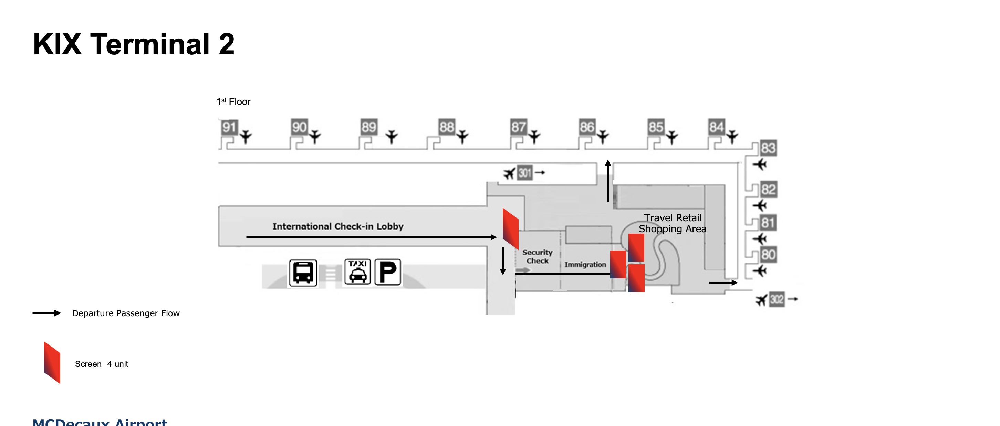 KIX Terminal 2
1st Floor
91
90
89
88
87
86
85
84
83
301
82
International Check-in Lobby
Travel Retail
Shopping Area
81
Security
Check
80
Immigration
TAXI
P
302
Departure Passenger Flow
Screen 4 unit
MCDecaux Airport